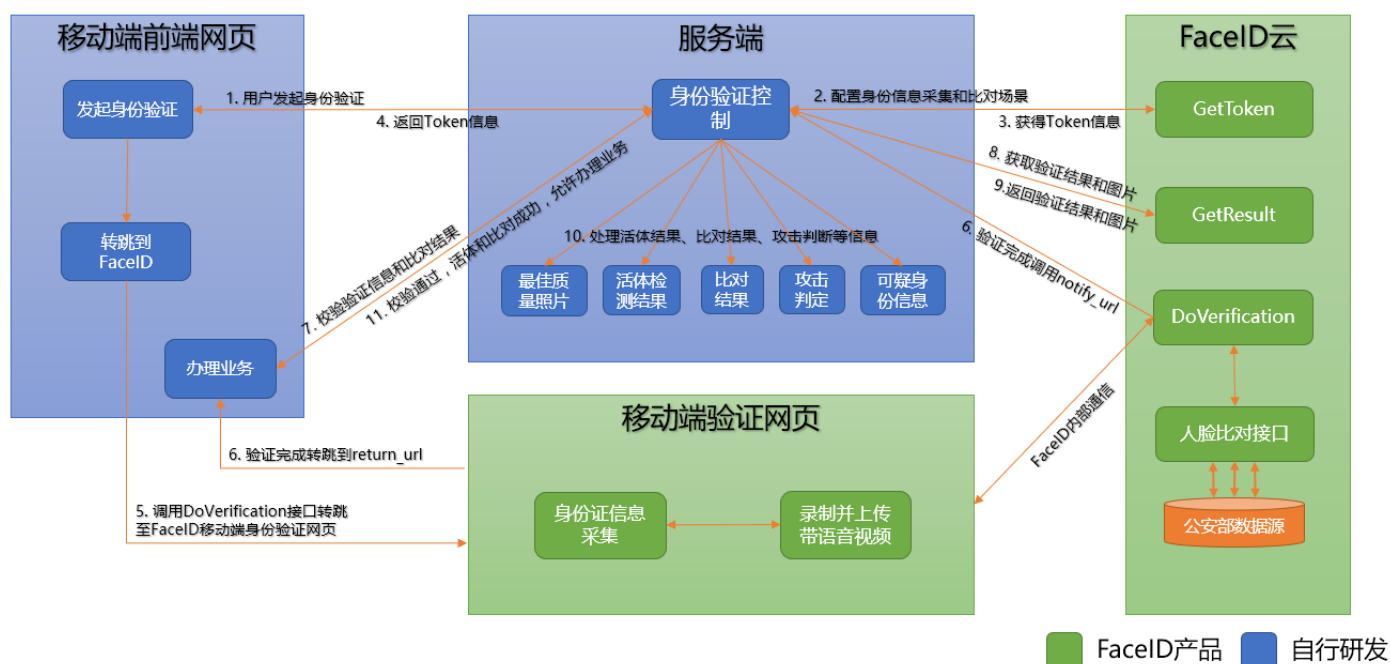 移动端前端网页
发起身份验证
转跳到
FaceID
办理业务
1. 用户发起身份验证
4. 返回Token信息
服务端
身份验证控
制
2. 配置身份信息采集和比对场景
3. 获得Token信息
8. 获取验证结果和图片
9.返回验证结果和图片
6. 验证完成调用notify_url
7. 校验验证信息和比对结果
11. 校验通过，活体和比对成功，允许办理业务
10. 处理活体结果、比对结果、攻击判断等信息
最佳质
量照片
活体检
测结果
比对
结果
攻击
判定
可疑身
份信息
FaceID云
GetToken
GetResult
DoVerification
人脸比对接口
公安部数据源
FaceID内部通信
移动端验证网页
身份证信息
采集
录制并上传
带语音视频
6. 验证完成转跳到return_url
5. 调用DoVerification接口转跳
至FaceID移动端身份验证网页
FaceID产品
自行研发